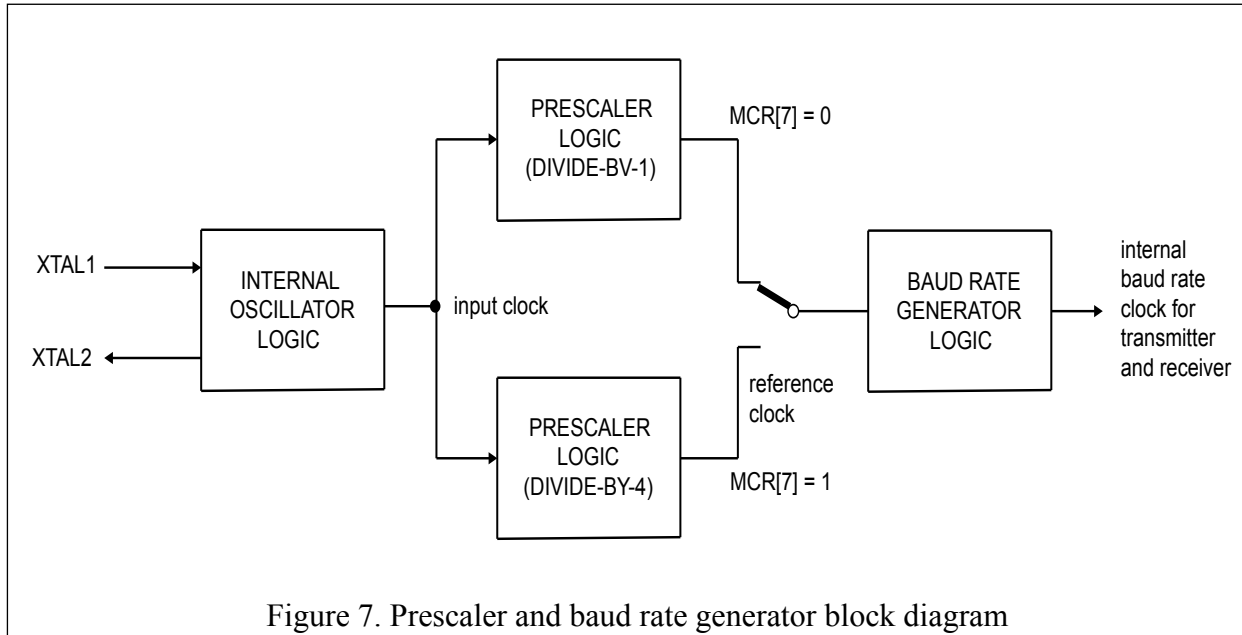 PRESCALER
LOGIC
(DIVIDE-BV-1)
MCR[7] = 0
XTAL1
XTAL2
INTERNAL
OSCILLATOR
LOGIC
input clock
BAUD RATE
GENERATOR
LOGIC
internal
baud rate
clock for
transmitter
and receiver
reference
clock
PRESCALER
LOGIC
(DIVIDE-BY-4)
MCR[7] = 1
Figure 7. Prescaler and baud rate generator block diagram